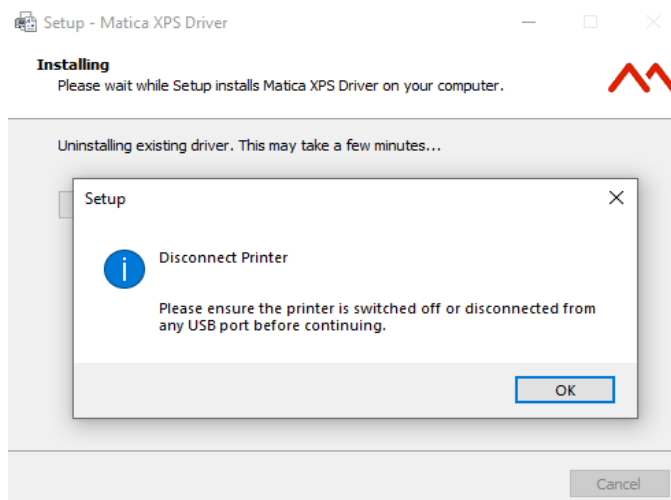 Setup - Matica XPS Driver
Installing
Please wait while Setup installs Matica XPS Driver on your computer.
Uninstalling existing driver. This may take a few minutes...
Setup
Disconnect Printer
Please ensure the printer is switched off or disconnected from
any USB port before continuing.
OK
Cancel